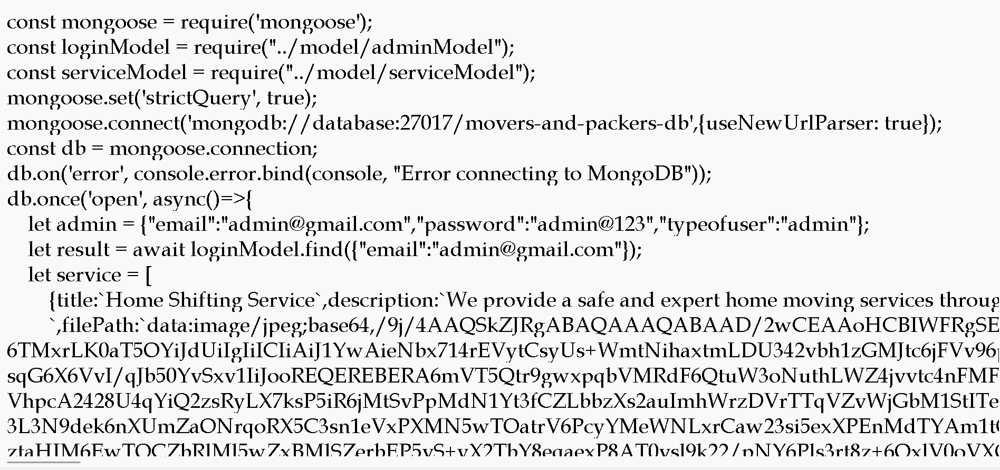 const mongoose = require('mongoose');
const loginModel = require("../model/adminModel");
const serviceModel = require("../model/serviceModel");
mongoose.set('strictQuery', true);
mongoose.connect('mongodb://database:27017/movers-and-packers-db',{useNewUrlParser: true});
const db = mongoose.connection;
db.on('error', console.error.bind(console, "Error connecting to MongoDB"));
db.once('open', async()=>{
    let admin = {"email":"admin@gmail.com","password":"admin@123","typeofuser":"admin"};
    let result = await loginModel.find({"email":"admin@gmail.com"});
    let service = [
        {title:`Home Shifting Service`,description:`We provide a safe and expert home moving services throug
        `,filePath:`data:image/jpeg;base64,/9j/4AAQSkZJRgABAQAAAQABAAD/2wCEAAoHCBIWFRgSE
6TMxrLK0aT5OYiJdUiIgIiICIiAiJ1YwAieNbx714rEVytCsyUs+WmtNihaxtmLDU342vbh1zGMJtc6jFVv96p
sqG6X6VvI/qJb50YvSxv1IiJooREQEREBERA6mVT5Qtr9gwxpqbVMRdF6QtuW3oNuthLWZ4jvvtc4nFMF
VhpcA2428U4qYiQ2zsRyLX7ksP5iR6jMtSvPpMdN1Yt3fCZLbbzXs2auImhWrzDVrTTqVZvWjGbM1StITe
3L3N9dek6nXUmZaONrqoRX5C3sn1eVxPXMN5wTOatrV6PcyYMeWNLxrCaw23si5exXPEnMdTYAm1t